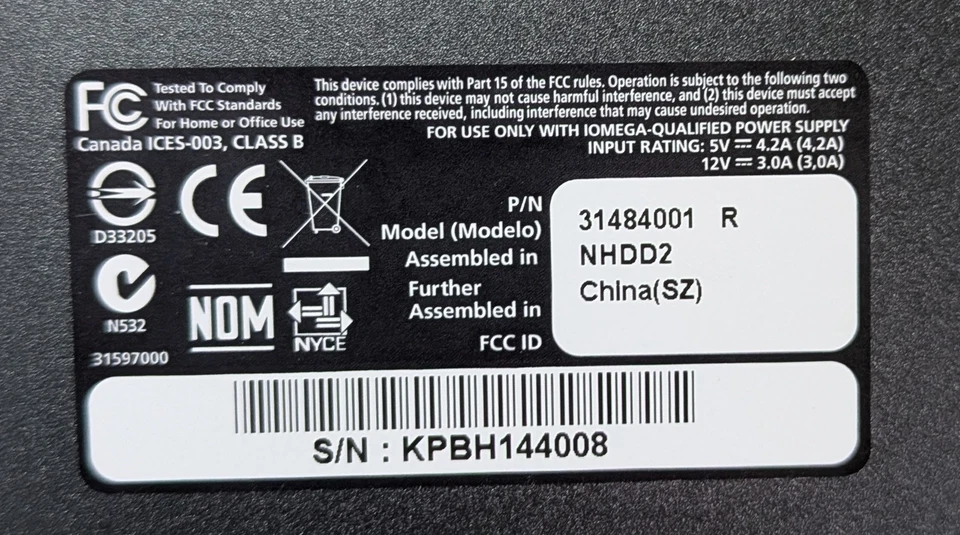 FC Tested To Comply
With FCC Standards
For Home or Office Use
Canada ICES-003, CLASS B
This device complies with Part 15 of the FCC rules. Operation is subject to the following two
conditions. (1) this device may not cause harmful interference, and (2) this device must accept
any interference received, including interference that may cause undesired operation.
FOR USE ONLY WITH IOMEGA-QUALIFIED POWER SUPPLY
INPUT RATING: 5V ⎓ 4.2A (4,2A)
12V ⎓ 3.0A (3,0A)
D33205
CE
N532
NOM
NYCE
31597000
P/N 31484001 R
Model (Modelo) NHDD2
Assembled in China(SZ)
Further
Assembled in
FCC ID
S/N : KPBH144008